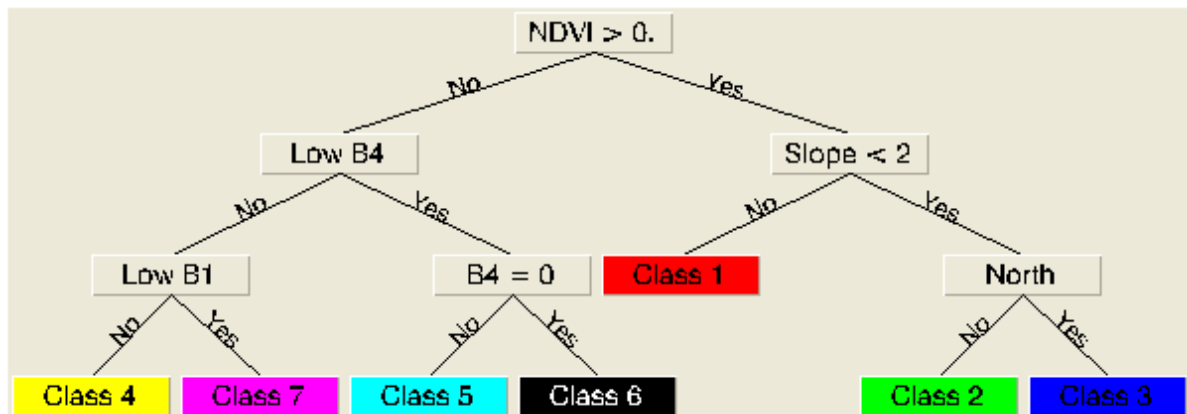 NDVI > 0.
No Yes
Low B4 Slope < 2
No Yes No Yes
Low B1 B4 = 0 Class 1 North
No Yes No Yes No Yes
Class 4 Class 7 Class 5 Class 6 Class 2 Class 3